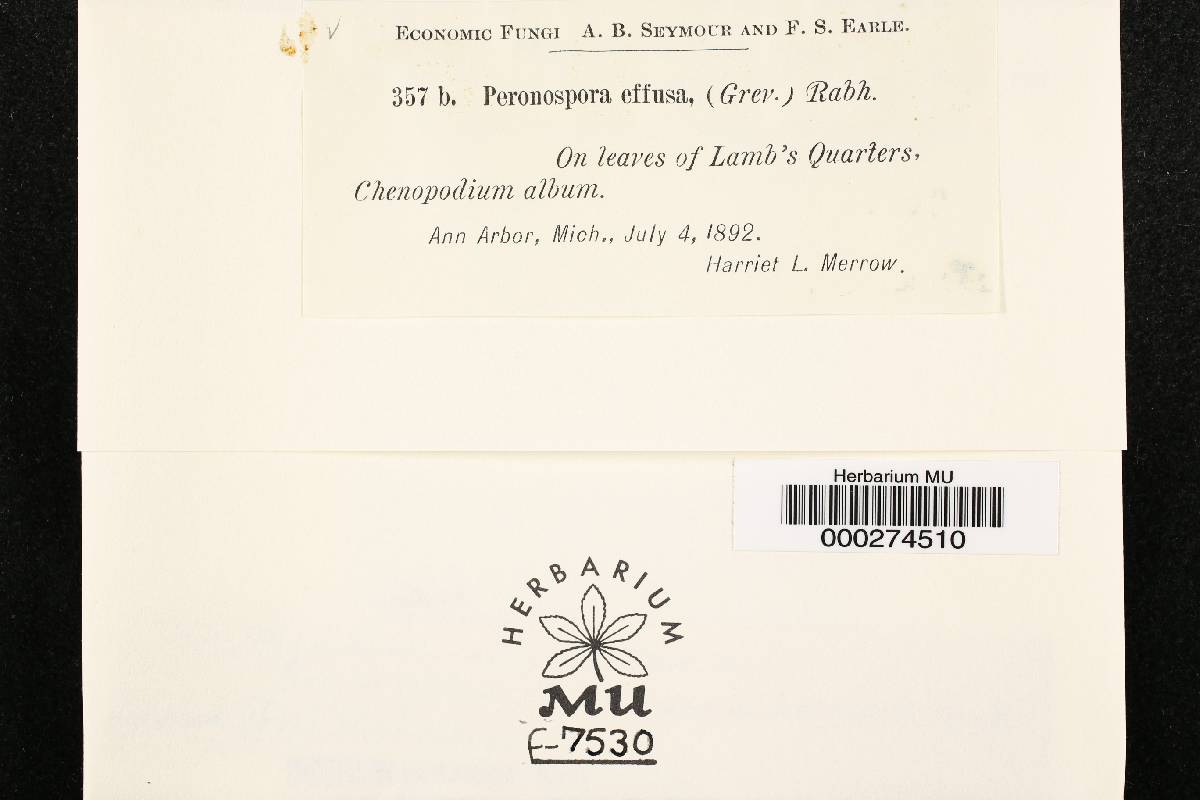 Economic Fungi A. B. Seymour and F. S. Earle.
357 b. Peronospora effusa, (Grev.) Rabh.
On leaves of Lamb's Quarters,
Chenopodium album.
Ann Arbor, Mich., July 4, 1892.
Harriet L. Merrow.
Herbarium MU
000274510
HERBARIUM
MU
F-7530